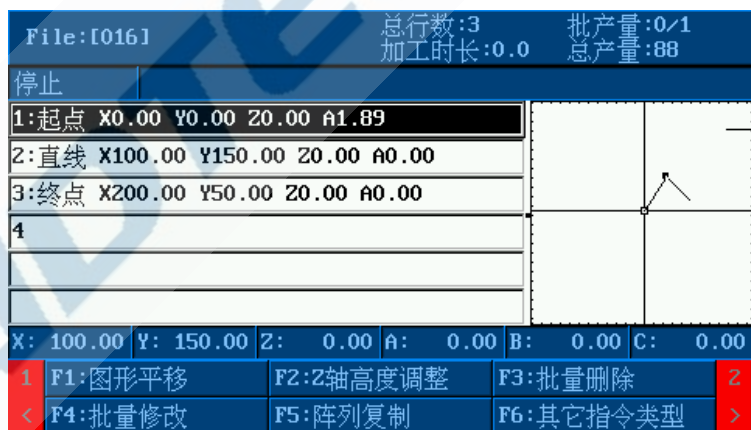 File:[016] 总行数:3 批产量:0/1
加工时长:0.0 总产量:88
停止
1:起点 X0.00 Y0.00 Z0.00 A1.89
2:直线 X100.00 Y150.00 Z0.00 A0.00
3:终点 X200.00 Y50.00 Z0.00 A0.00
4
X: 100.00 Y: 150.00 Z: 0.00 A: 0.00 B: 0.00 C: 0.00
1 F1:图形平移 F2:Z轴高度调整 F3:批量删除 2
< F4:批量修改 F5:阵列复制 F6:其它指令类型 >